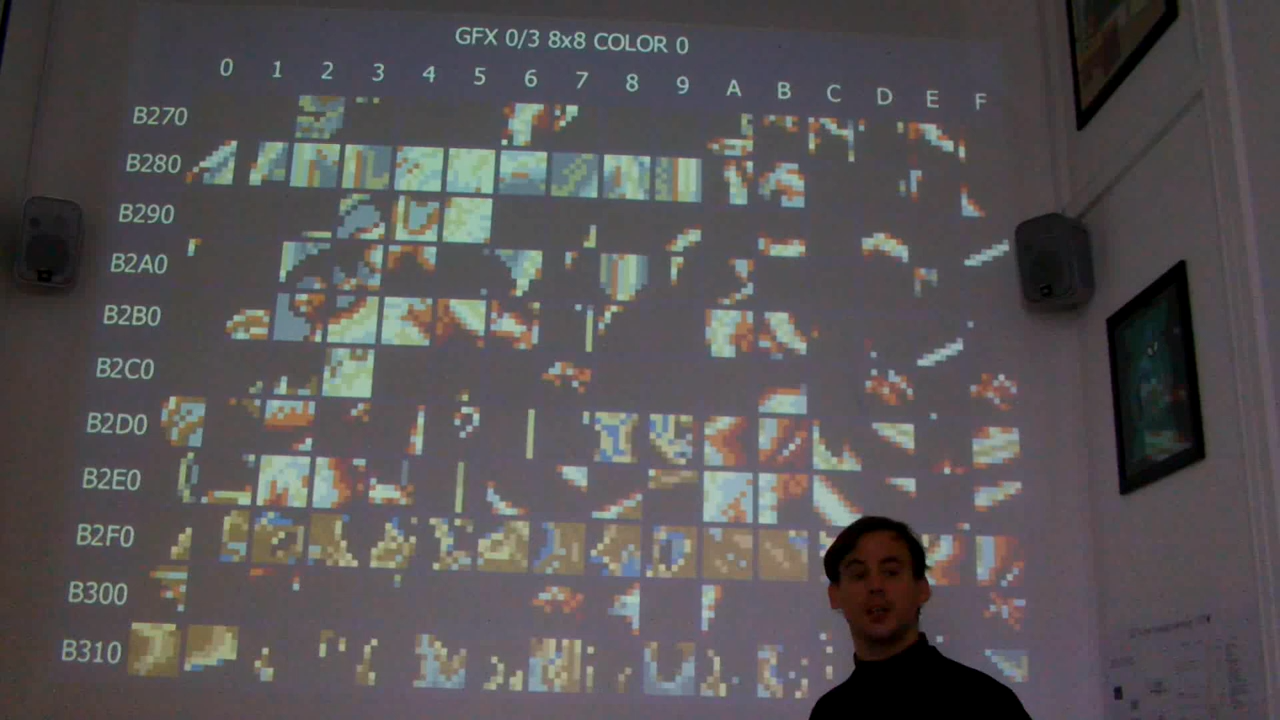 GFX 0/3 8x8 COLOR 0
0 1 2 3 4 5 6 7 8 9 A B C D E F
B270
B280
B290
B2A0
B2B0
B2C0
B2D0
B2E0
B2F0
B300
B310